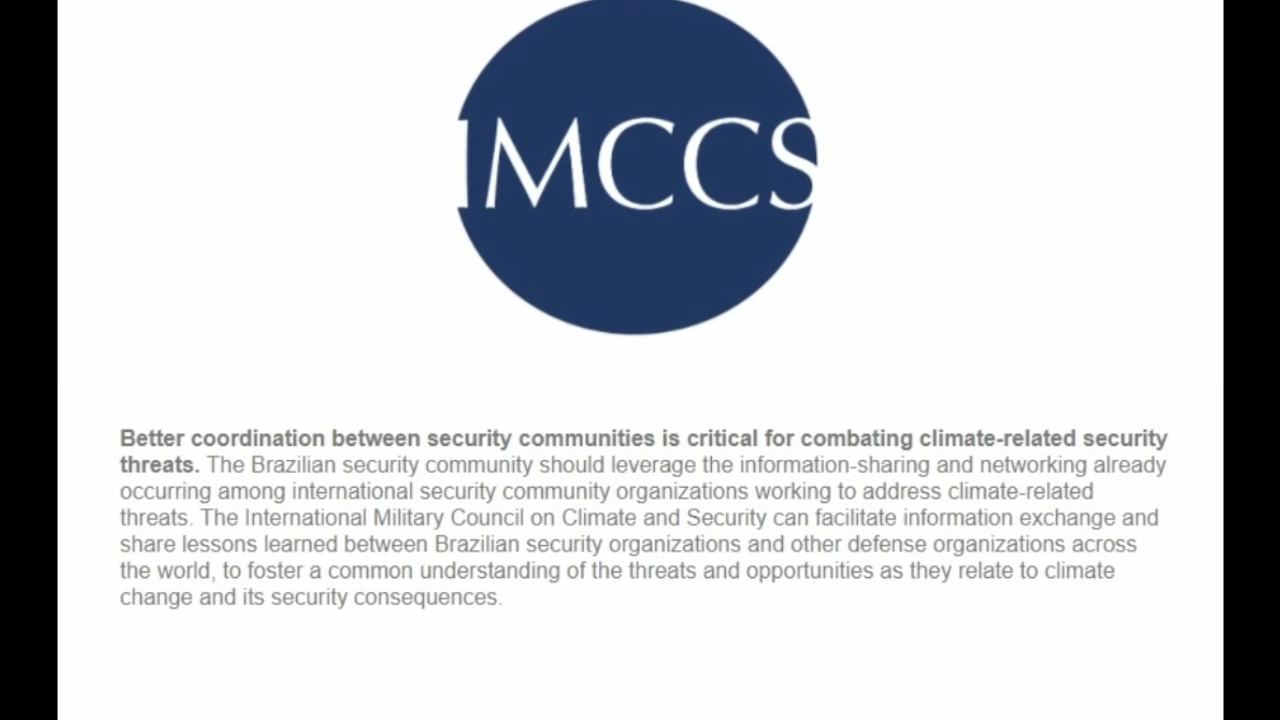 IMCCS
Better coordination between security communities is critical for combating climate-related security
threats. The Brazilian security community should leverage the information-sharing and networking already
occurring among international security community organizations working to address climate-related
threats. The International Military Council on Climate and Security can facilitate information exchange and
share lessons learned between Brazilian security organizations and other defense organizations across
the world, to foster a common understanding of the threats and opportunities as they relate to climate
change and its security consequences.